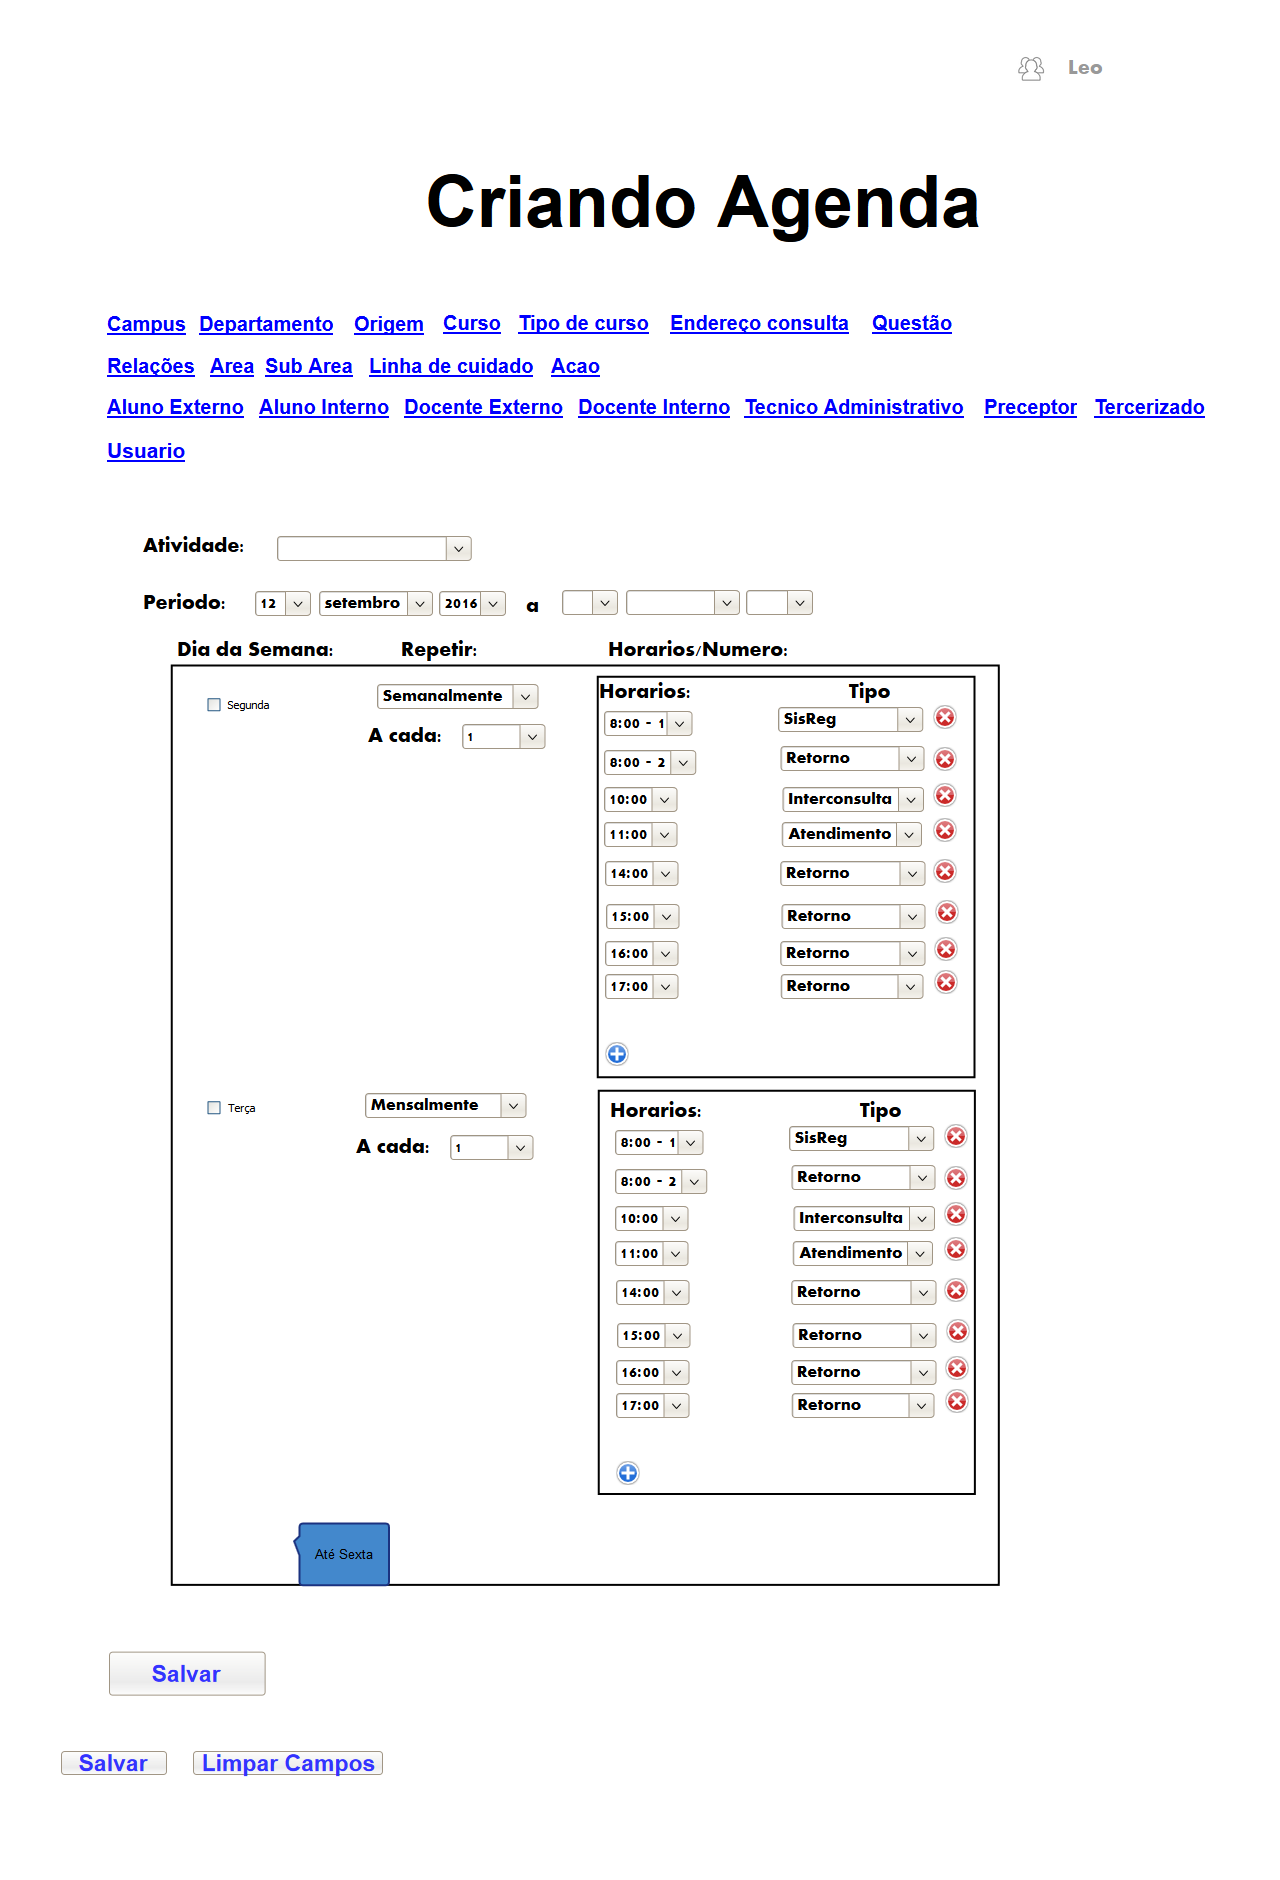 Leo
Criando Agenda
Campus Departamento Origem Curso Tipo de curso Endereço consulta Questão
Relações Area Sub Area Linha de cuidado Acao
Aluno Externo Aluno Interno Docente Externo Docente Interno Tecnico Administrativo Preceptor Tercerizado
Usuario
Atividade:
Periodo: 12 setembro 2016 a
Dia da Semana: Repetir: Horarios/Numero:
Horarios: Tipo
Segunda Semanalmente
8:00 - 1 SisReg
A cada: 1
8:00 - 2 Retorno
10:00 Interconsulta
11:00 Atendimento
14:00 Retorno
15:00 Retorno
16:00 Retorno
17:00 Retorno
Terça Mensalmente Horarios: Tipo
A cada: 1 8:00 - 1 SisReg
8:00 - 2 Retorno
10:00 Interconsulta
11:00 Atendimento
14:00 Retorno
15:00 Retorno
16:00 Retorno
17:00 Retorno
Até Sexta
Salvar
Salvar Limpar Campos